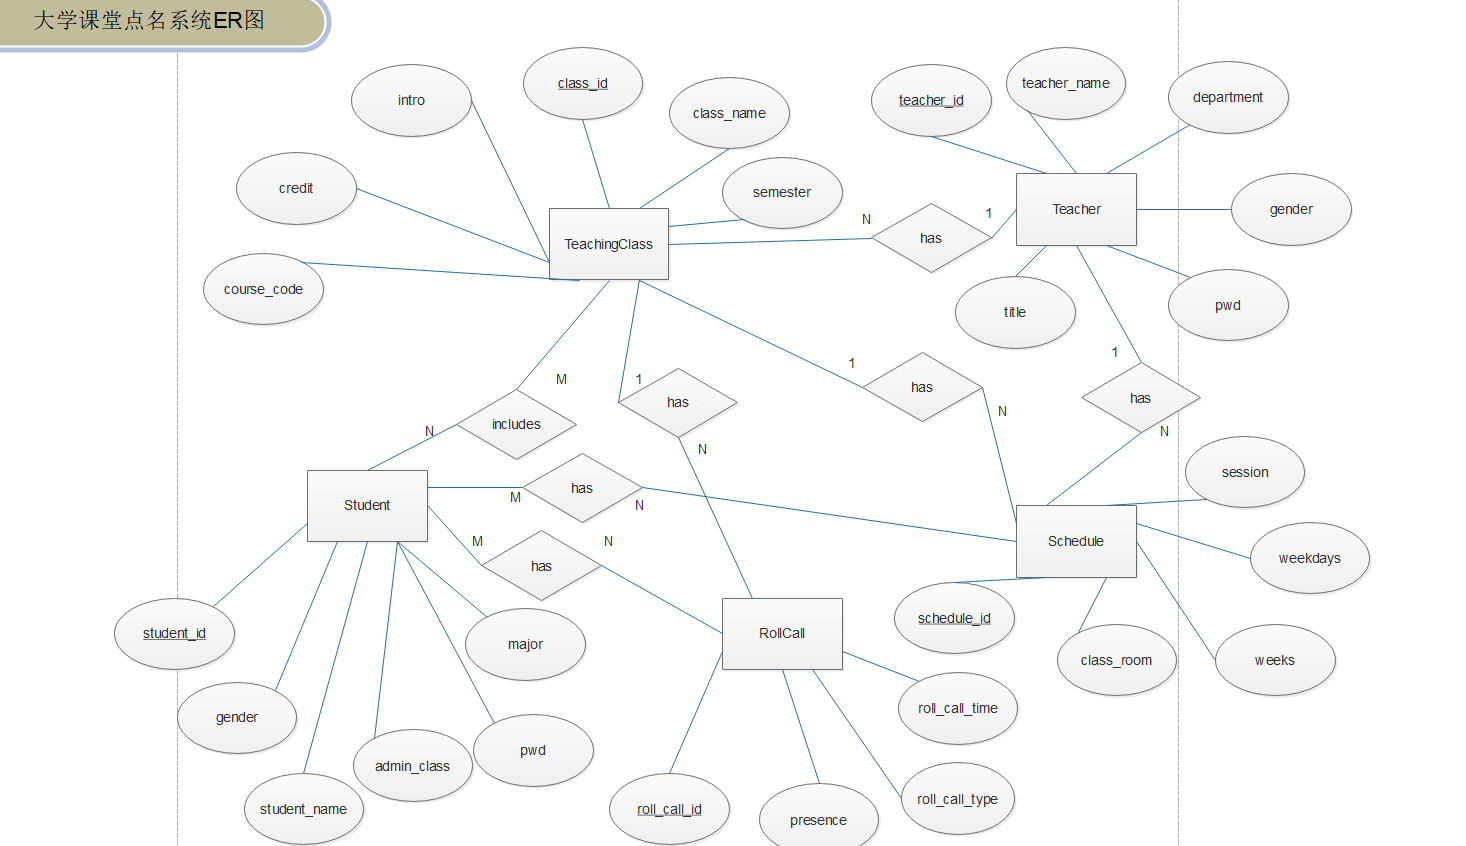 大学课堂点名系统ER图
class_id
teacher_name
intro
teacher_id
department
class_name
credit
semester
Teacher
gender
N
1
has
TeachingClass
course_code
title
pwd
1
1
M
1
has
has
has
N
N
includes
N
N
session
has
M
N
Student
M
N
Schedule
has
weekdays
schedule_id
student_id
RollCall
major
class_room
weeks
roll_call_time
gender
pwd
admin_class
roll_call_type
student_name
roll_call_id
presence